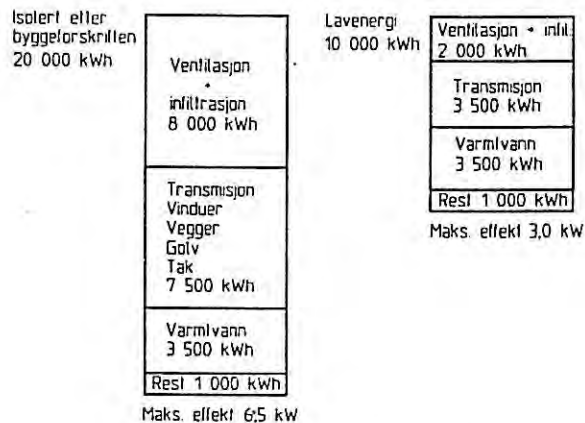 Isolert etter
byggeforskriften
20 000 kWh
Ventilasjon
+
infiltrasjon
8 000 kWh
Transmisjon
Vinduer
Vegger
Golv
Tak
7 500 kWh
Varmtvann
3 500 kWh
Rest 1 000 kWh
Maks. effekt 6,5 kW
Lavenergi
10 000 kWh
Ventilasjon + infil.
2 000 kWh
Transmisjon
3 500 kWh
Varmtvann
3 500 kWh
Rest 1 000 kWh
Maks. effekt 3,0 kW